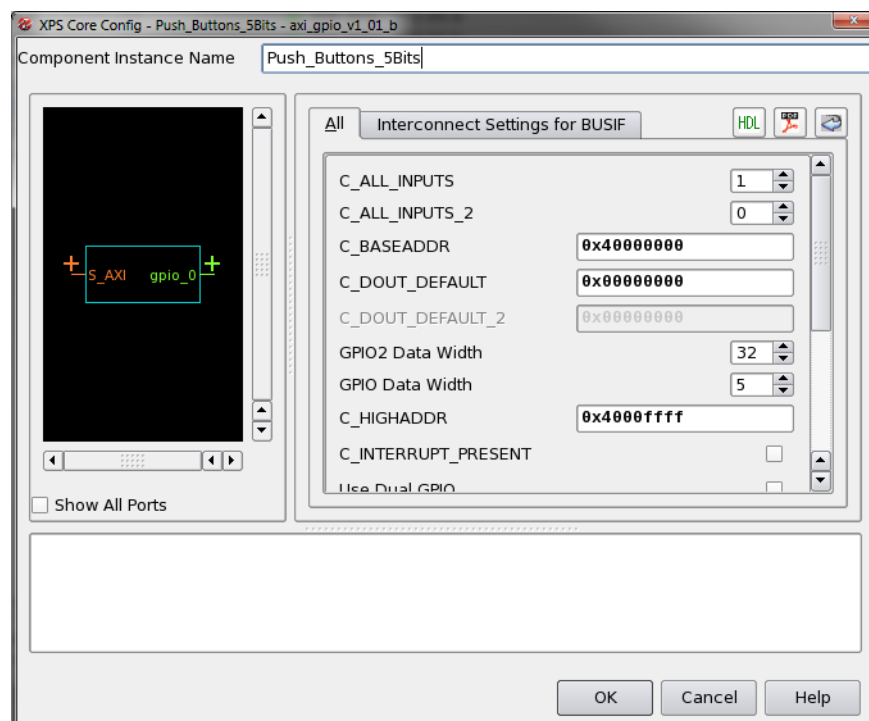 XPS Core Config - Push_Buttons_5Bits - axi_gpio_v1_01_b
Component Instance Name Push_Buttons_5Bits
All Interconnect Settings for BUSIF HDL PDF
C_ALL_INPUTS 1
C_ALL_INPUTS_2 0
C_BASEADDR 0x40000000
S_AXI gpio_0
C_DOUT_DEFAULT 0x00000000
C_DOUT_DEFAULT_2 0x00000000
GPIO2 Data Width 32
GPIO Data Width 5
C_HIGHADDR 0x4000ffff
C_INTERRUPT_PRESENT
Use Dual GPIO
Show All Ports
OK Cancel Help